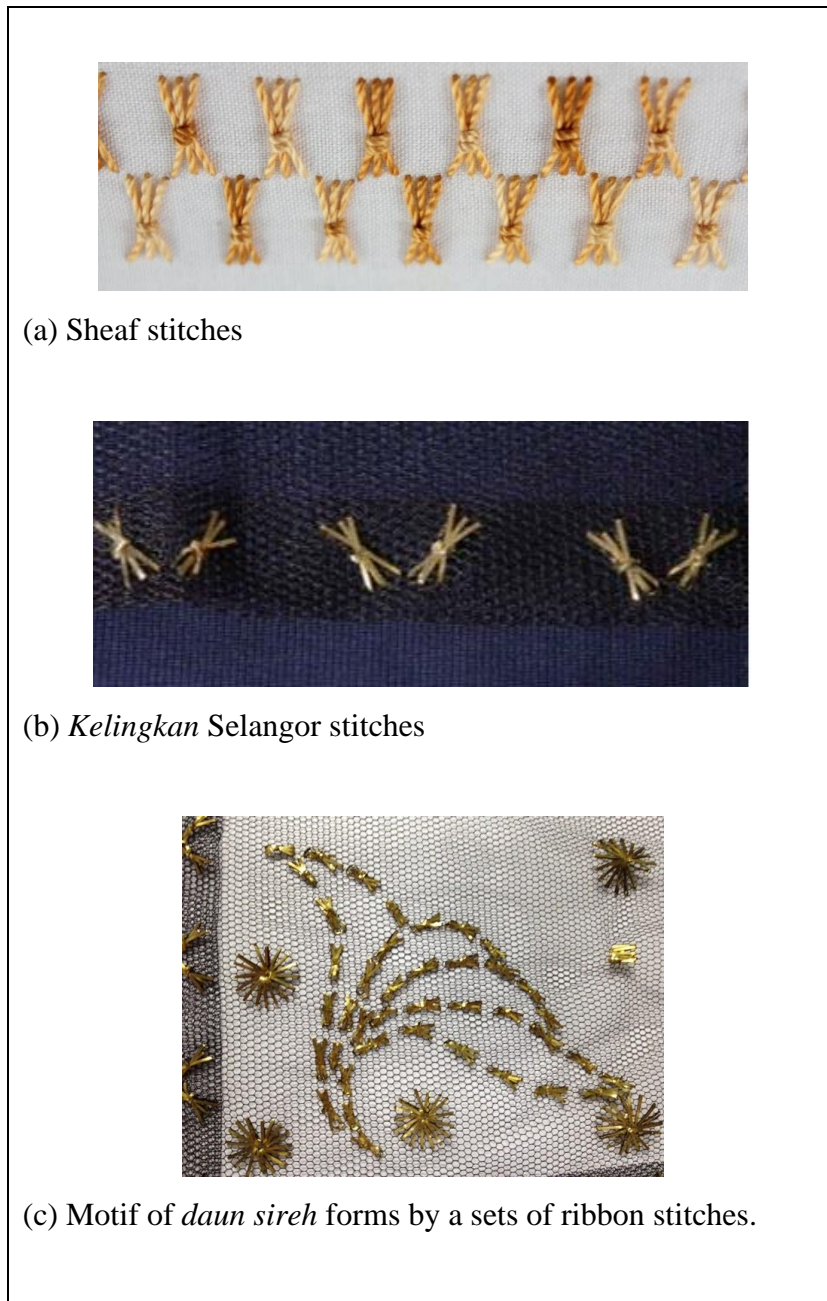 (a) Sheaf stitches
(b) Kelingkan Selangor stitches
(c) Motif of daun sireh forms by a sets of ribbon stitches.